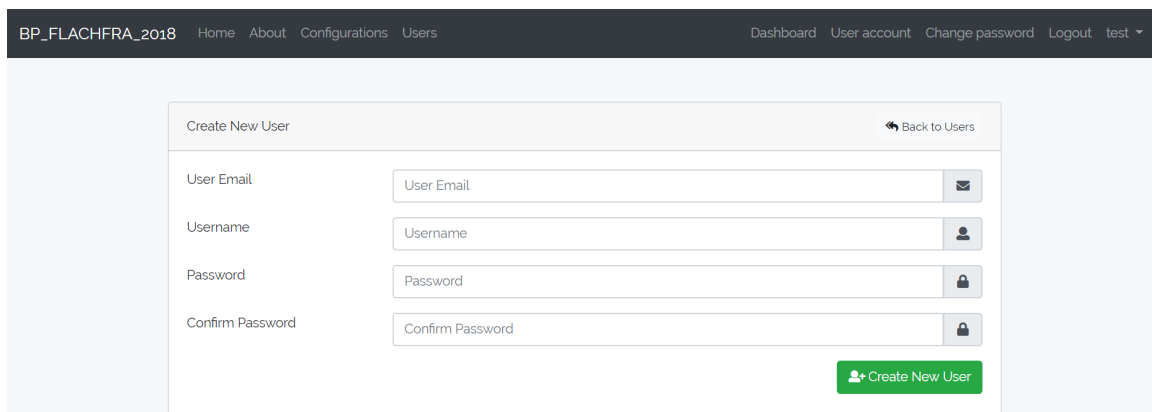 BP_FLACHFRA_2018 Home About Configurations Users Dashboard User account Change password Logout test
Create New User Back to Users
User Email User Email
Username Username
Password Password
Confirm Password Confirm Password
Create New User